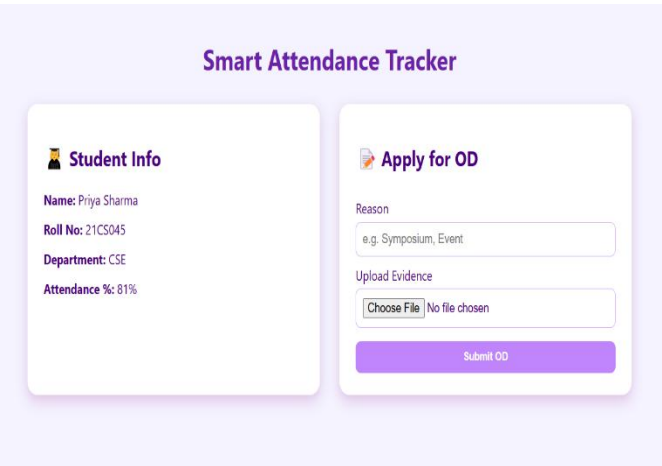 Smart Attendance Tracker
Student Info
Name: Priya Sharma
Roll No: 21CS045
Department: CSE
Attendance %: 81%
Apply for OD
Reason
e.g. Symposium, Event
Upload Evidence
Choose File No file chosen
Submit OD